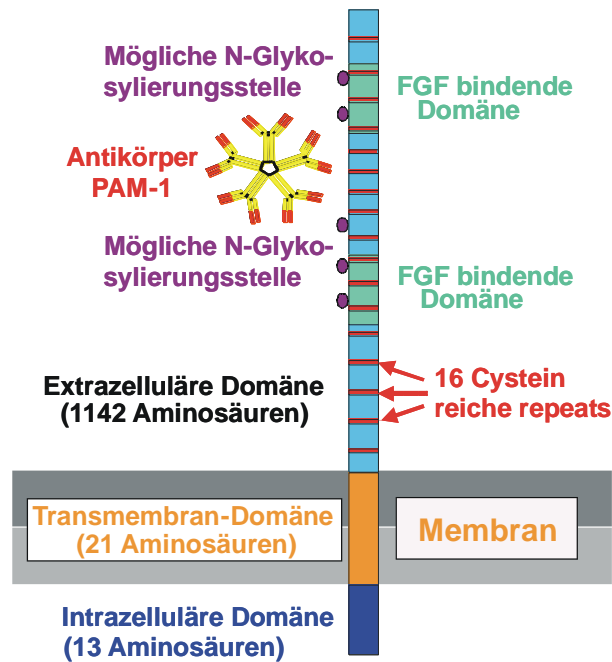 Mögliche N-Glyko-
sylierungsstelle
FGF bindende
Domäne
Antikörper
PAM-1
Mögliche N-Glyko-
sylierungsstelle
FGF bindende
Domäne
16 Cystein
reiche repeats
Extrazelluläre Domäne
(1142 Aminosäuren)
Transmembran-Domäne
(21 Aminosäuren)
Membran
Intrazelluläre Domäne
(13 Aminosäuren)